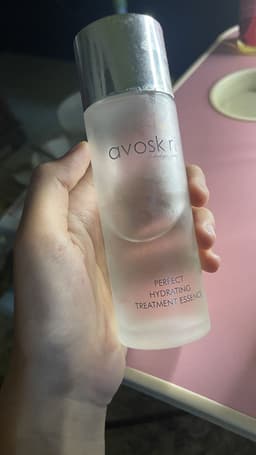 avoskin
PERFECT
HYDRATING
TREATMENT ESSENCE